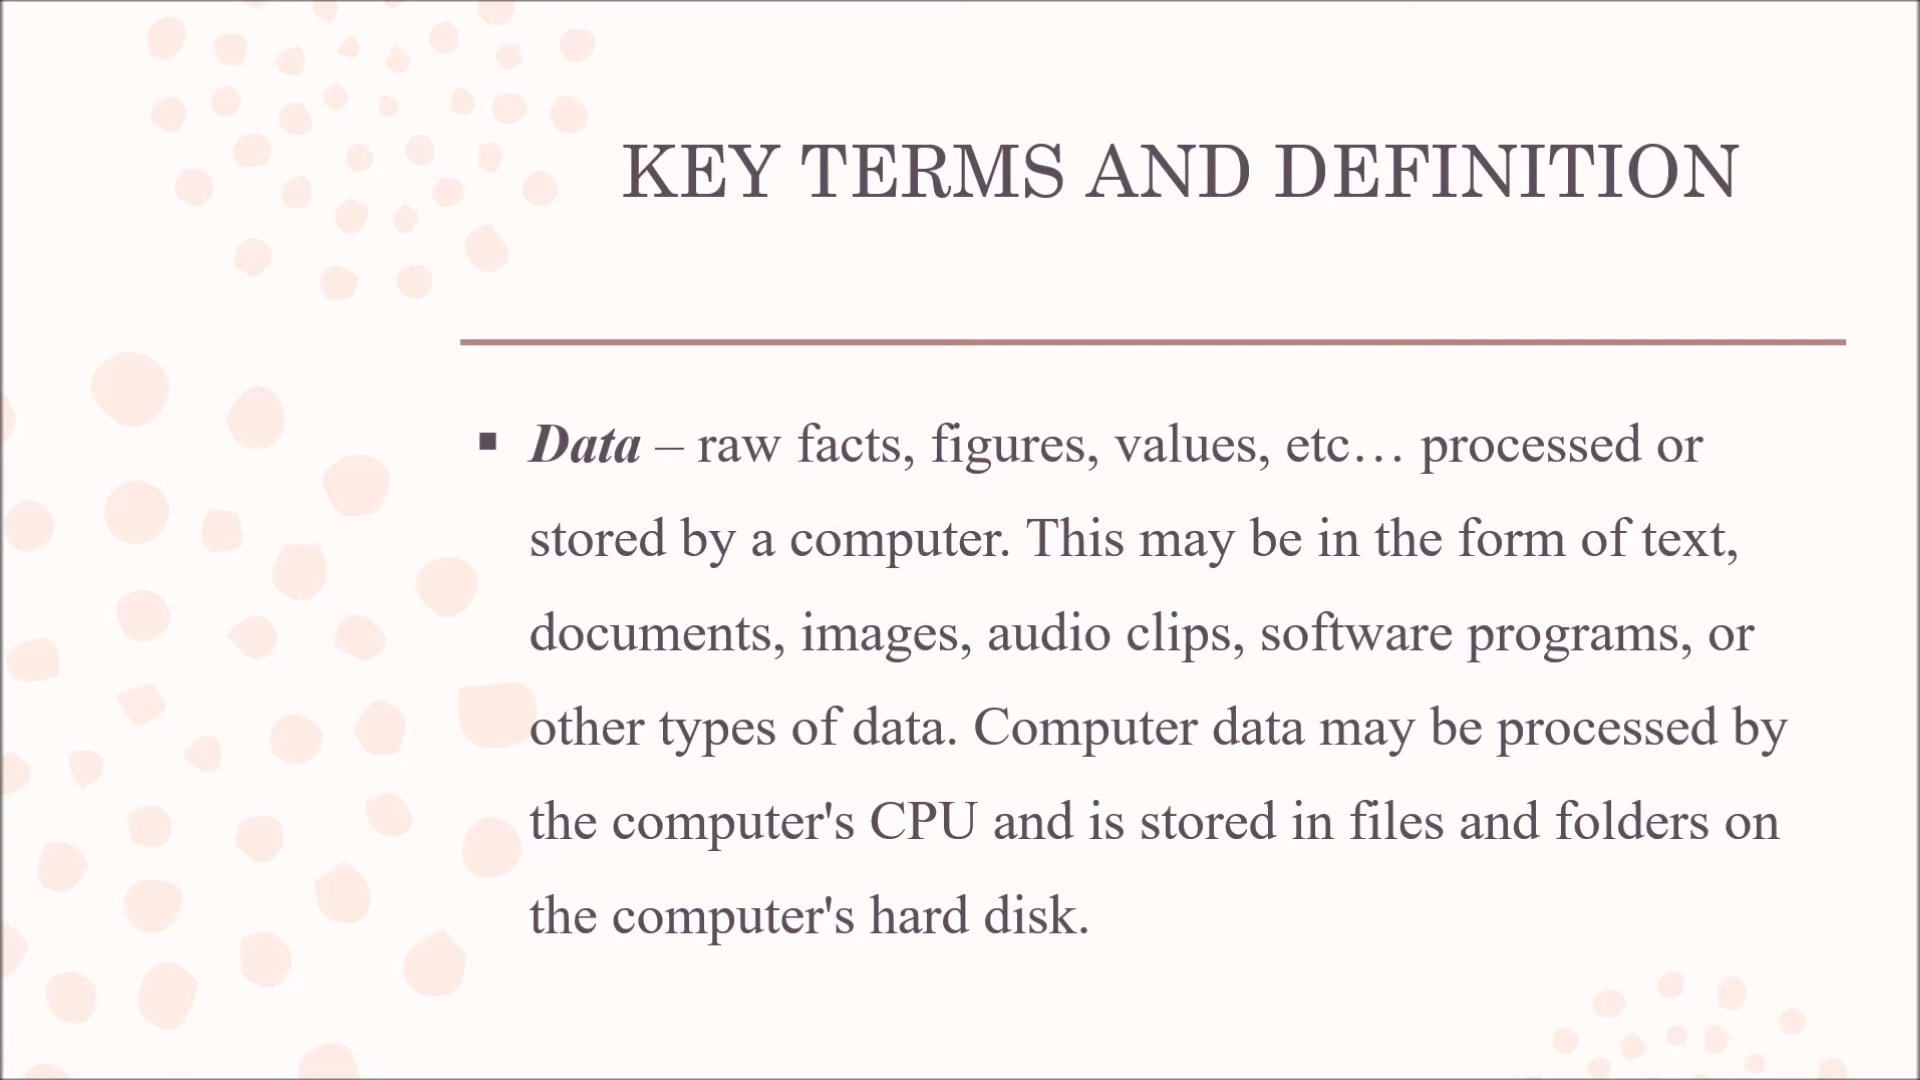 KEY TERMS AND DEFINITION
▪ Data – raw facts, figures, values, etc… processed or
stored by a computer. This may be in the form of text,
documents, images, audio clips, software programs, or
other types of data. Computer data may be processed by
the computer's CPU and is stored in files and folders on
the computer's hard disk.